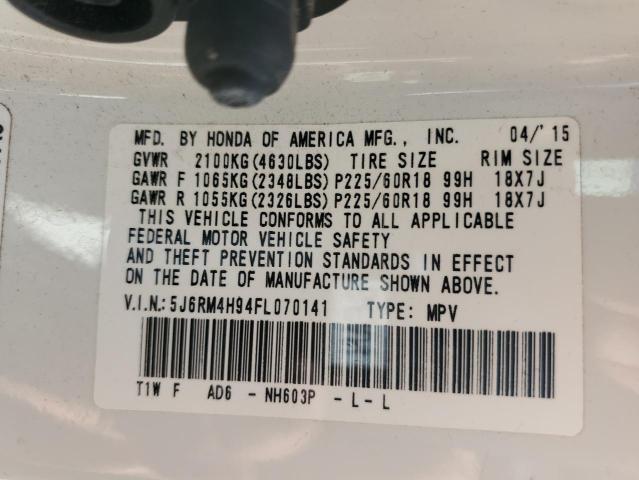 MFD. BY HONDA OF AMERICA MFG., INC. 04/'15
GVWR 2100KG(4630LBS) TIRE SIZE RIM SIZE
GAWR F 1065KG(2348LBS) P225/60R18 99H 18X7J
GAWR R 1055KG(2326LBS) P225/60R18 99H 18X7J
THIS VEHICLE CONFORMS TO ALL APPLICABLE
FEDERAL MOTOR VEHICLE SAFETY
AND THEFT PREVENTION STANDARDS IN EFFECT
ON THE DATE OF MANUFACTURE SHOWN ABOVE.
V.I.N.:5J6RM4H94FL070141 TYPE: MPV
T1W F AD6 - NH603P - L - L